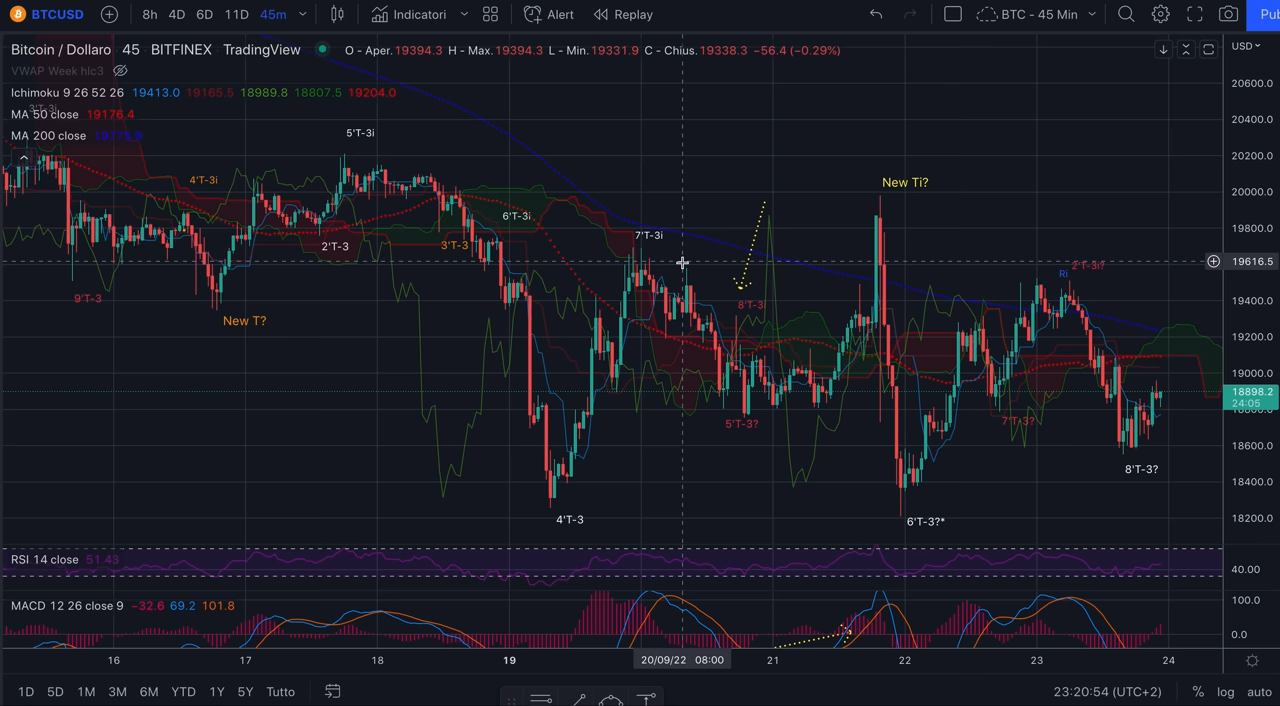 BTCUSD 8h 4D 6D 11D 45m Indicatori Alert Replay BTC - 45 Min Pub
Bitcoin / Dollaro 45 BITFINEX TradingView O - Aper.19394.3 H - Max.19394.3 L - Min.19331.9 C - Chius.19338.3 −56.4 (−0.29%) USD
VWAP Week hlc3
Ichimoku 9 26 52 26 19413.0 19165.5 18989.8 18807.5 19204.0
3'T-3i
MA 50 close 19176.4
MA 200 close
20600.0
20400.0
20200.0
20000.0
19800.0
19616.5
19400.0
19200.0
19000.0
18898.2
24:05
18600.0
18400.0
18200.0
5'T-3i
4'T-3i
New Ti?
6'T-3i
7'T-3i
2'T-3
3'T-3
Ri
2'T-3i?
9'T-3
8'T-3i
New T?
5'T-3?
7'T-3?
8'T-3?
4'T-3
6'T-3?*
RSI 14 close 51.43
40.00
MACD 12 26 close 9 −32.6 69.2 101.8
100.0
0.0
16 17 18 19 20/09/22 08:00 21 22 23 24
1D 5D 1M 3M 6M YTD 1Y 5Y Tutto 23:20:54 (UTC+2) % log auto